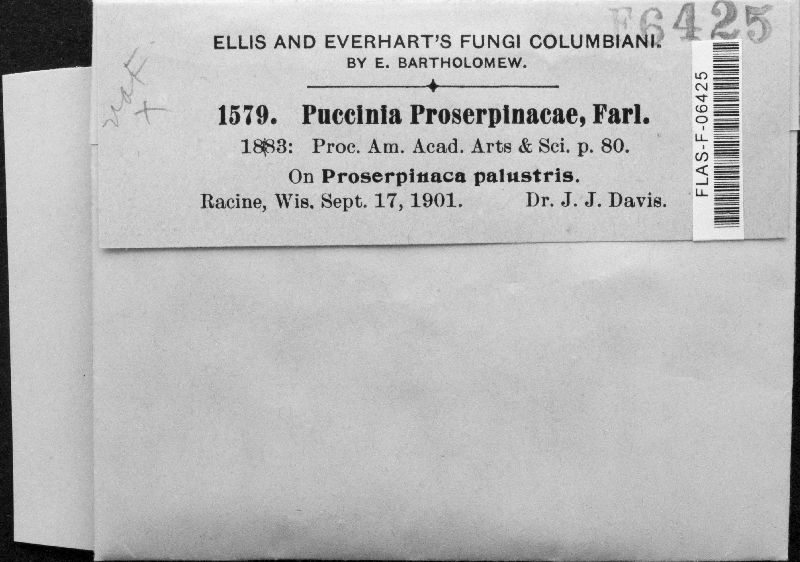 F6425
ELLIS AND EVERHART'S FUNGI COLUMBIANI.
BY E. BARTHOLOMEW.
1579. Puccinia Proserpinacae, Farl.
1883: Proc. Am. Acad. Arts & Sci. p. 80.
On Proserpinaca palustris.
Racine, Wis. Sept. 17, 1901. Dr. J. J. Davis.
FLAS-F-06425